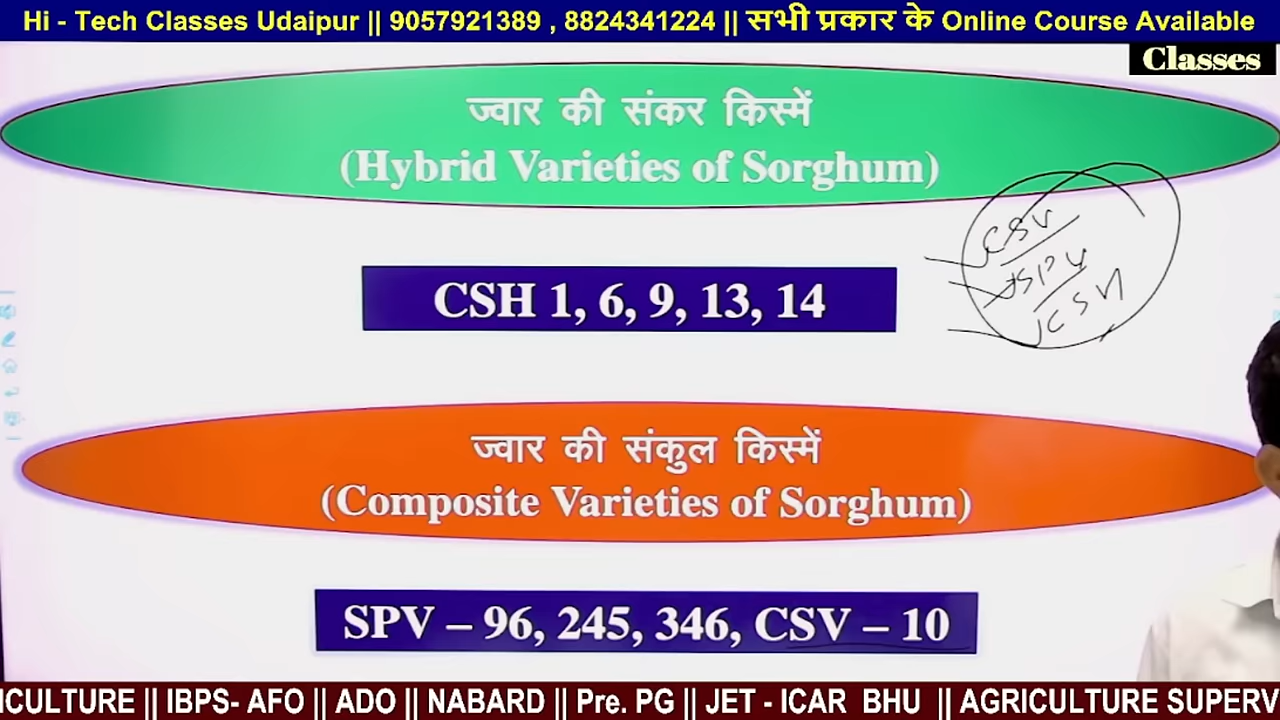 Hi - Tech Classes Udaipur || 9057921389 , 8824341224 || सभी प्रकार के Online Course Available
Classes
ज्वार की संकर किस्में
(Hybrid Varieties of Sorghum)
CSV
SPV
CSH
CSH 1, 6, 9, 13, 14
ज्वार की संकुल किस्में
(Composite Varieties of Sorghum)
SPV – 96, 245, 346, CSV – 10
ICULTURE || IBPS- AFO || ADO || NABARD || Pre. PG || JET - ICAR BHU || AGRICULTURE SUPERV